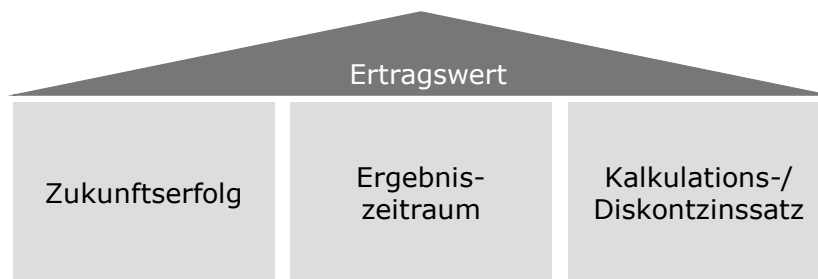 Ertragswert
Zukunftserfolg
Ergebnis-
zeitraum
Kalkulations-/
Diskontzinssatz